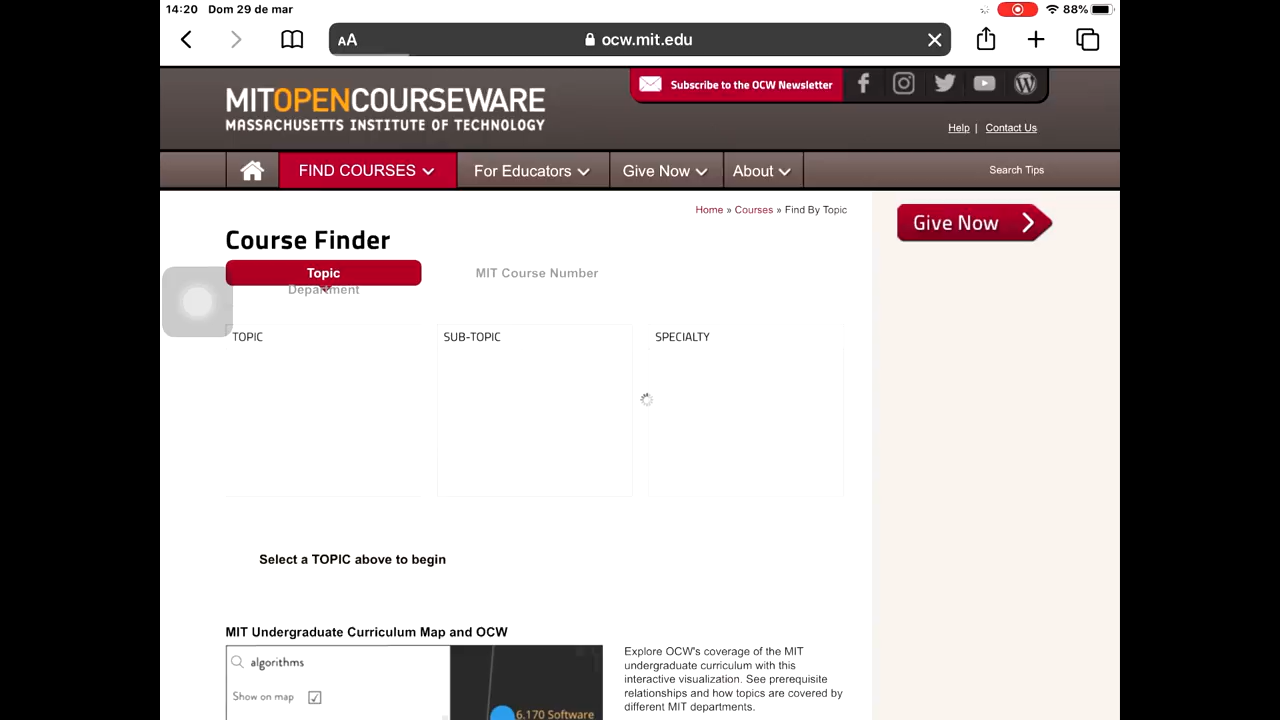 14:20 Dom 29 de mar 88%
AA ocw.mit.edu
Subscribe to the OCW Newsletter
MITOPENCOURSEWARE
MASSACHUSETTS INSTITUTE OF TECHNOLOGY
Help | Contact Us
FIND COURSES For Educators Give Now About Search Tips
Home » Courses » Find By Topic
Give Now
Course Finder
Topic MIT Course Number
Department
TOPIC SUB-TOPIC SPECIALTY
Select a TOPIC above to begin
MIT Undergraduate Curriculum Map and OCW
algorithms
Show on map
6.170 Software
Explore OCW's coverage of the MIT
undergraduate curriculum with this
interactive visualization. See prerequisite
relationships and how topics are covered by
different MIT departments.